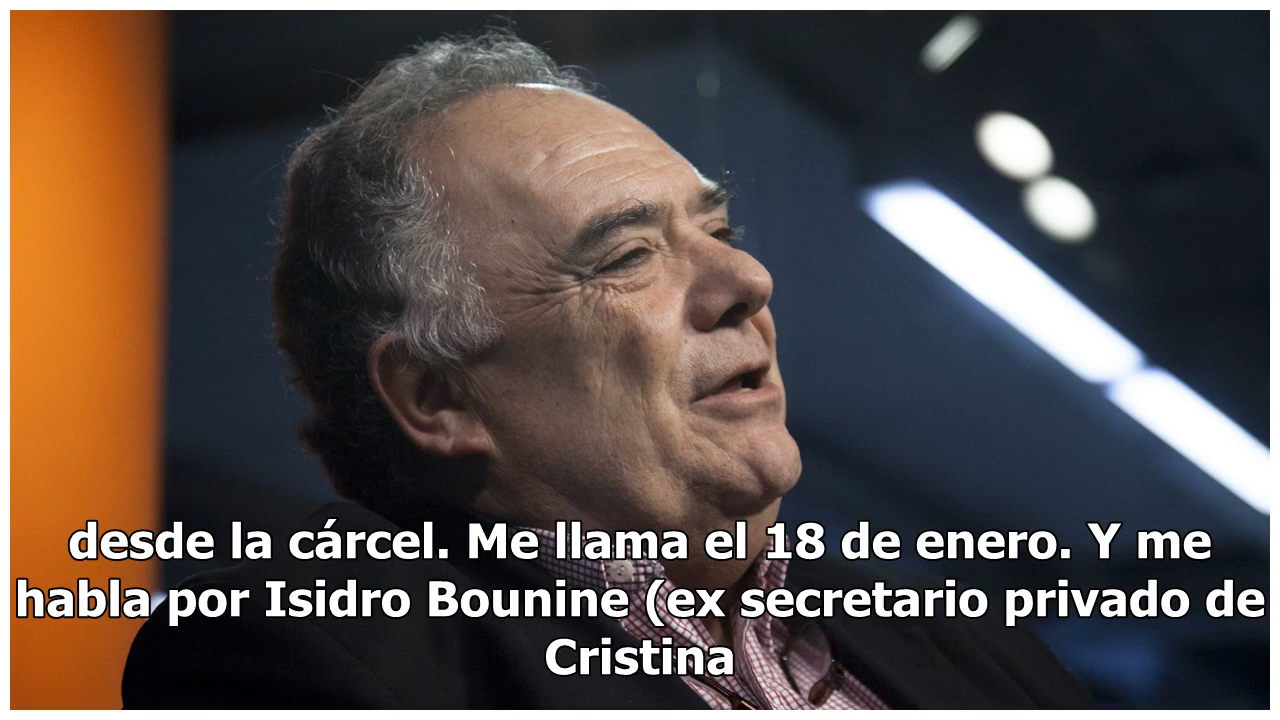 desde la cárcel. Me llama el 18 de enero. Y me
habla por Isidro Bounine (ex secretario privado de
Cristina